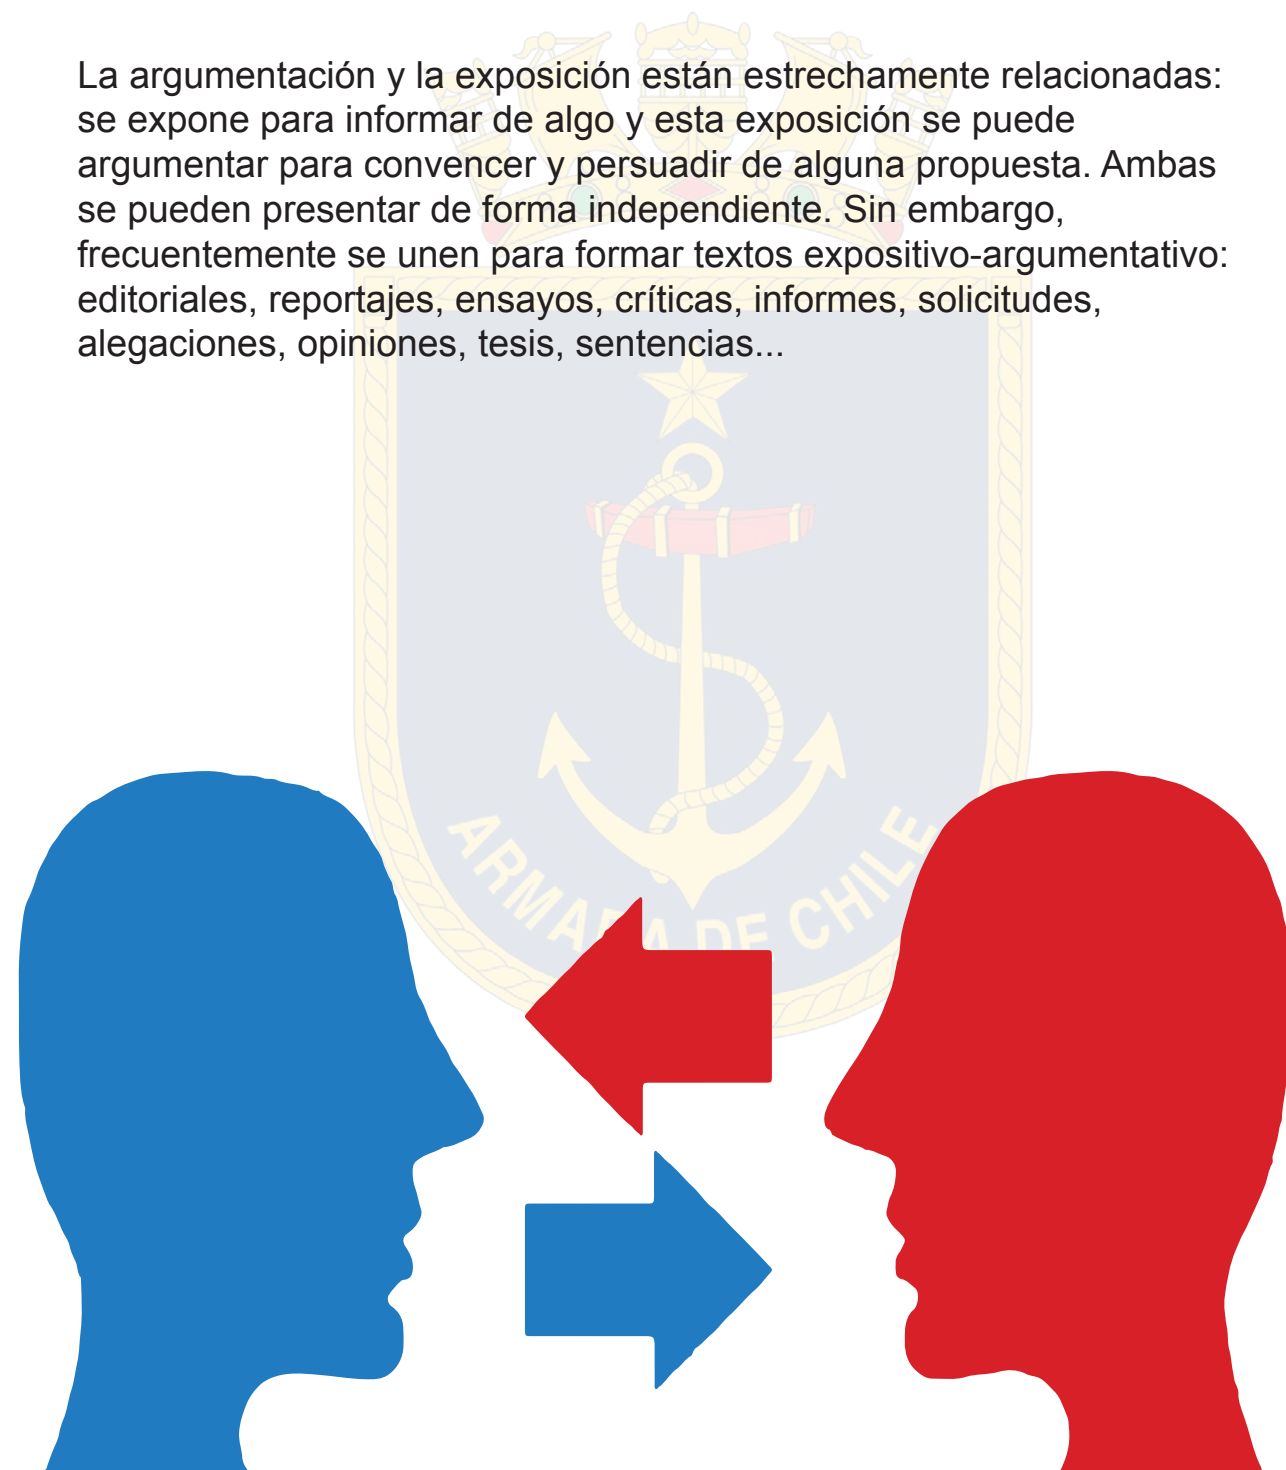 La argumentación y la exposición están estrechamente relacionadas:
se expone para informar de algo y esta exposición se puede
argumentar para convencer y persuadir de alguna propuesta. Ambas
se pueden presentar de forma independiente. Sin embargo,
frecuentemente se unen para formar textos expositivo-argumentativo:
editoriales, reportajes, ensayos, críticas, informes, solicitudes,
alegaciones, opiniones, tesis, sentencias...
ARMADA DE CHILE